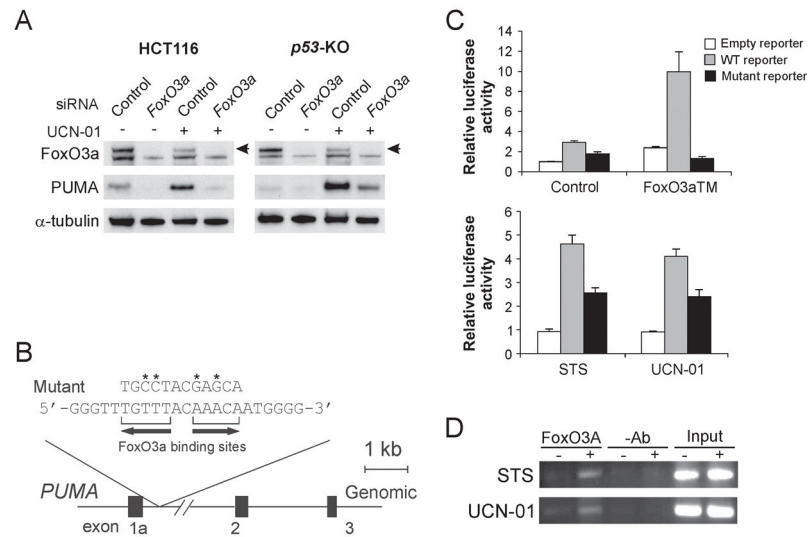 A
HCT116
p53-KO
siRNA
Control
FoxO3a
Control
FoxO3a
Control
FoxO3a
Control
FoxO3a
UCN-01
- - + + - - + +
FoxO3a
PUMA
α-tubulin
B
* * * *
Mutant TGCCTACGAGCA
5'-GGGTTTGTTTACAAACAATGGGG-3'
FoxO3a binding sites
1 kb
PUMA
Genomic
exon 1a 2 3
C
Relative luciferase activity
14
12
10
8
6
4
2
0
Empty reporter
WT reporter
Mutant reporter
Control FoxO3aTM
Relative luciferase activity
6
5
4
3
2
1
0
STS UCN-01
D
FoxO3A -Ab Input
- + - + - +
STS
UCN-01